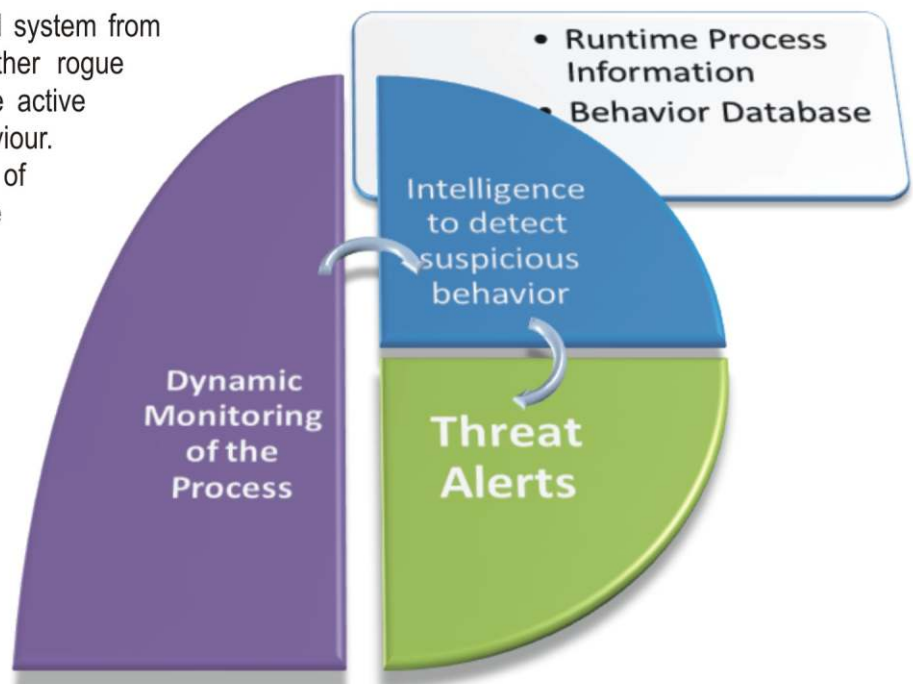 l system from
ther rogue
e active
viour.
of
• Runtime Process
Information
• Behavior Database
Intelligence
to detect
suspicious
behavior
Dynamic
Monitoring
of the
Process
Threat
Alerts